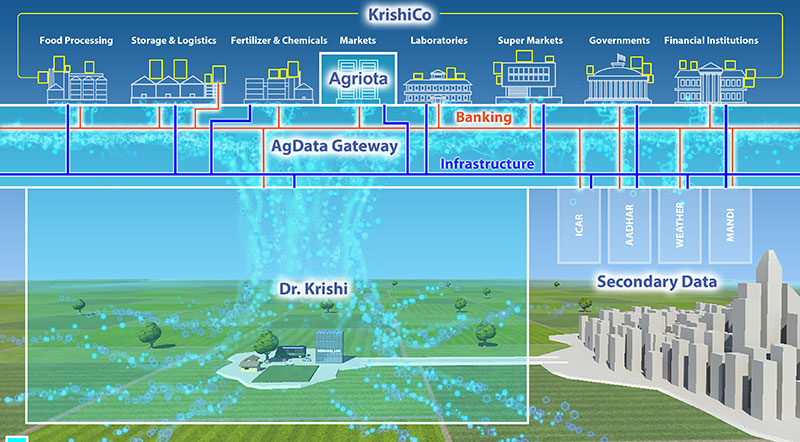 KrishiCo
Food Processing
Storage & Logistics
Fertilizer & Chemicals
Markets
Laboratories
Super Markets
Governments
Financial Institutions
Agriota
Banking
AgData Gateway
Infrastructure
ICAR
AADHAR
WEATHER
MANDI
Dr. Krishi
Secondary Data